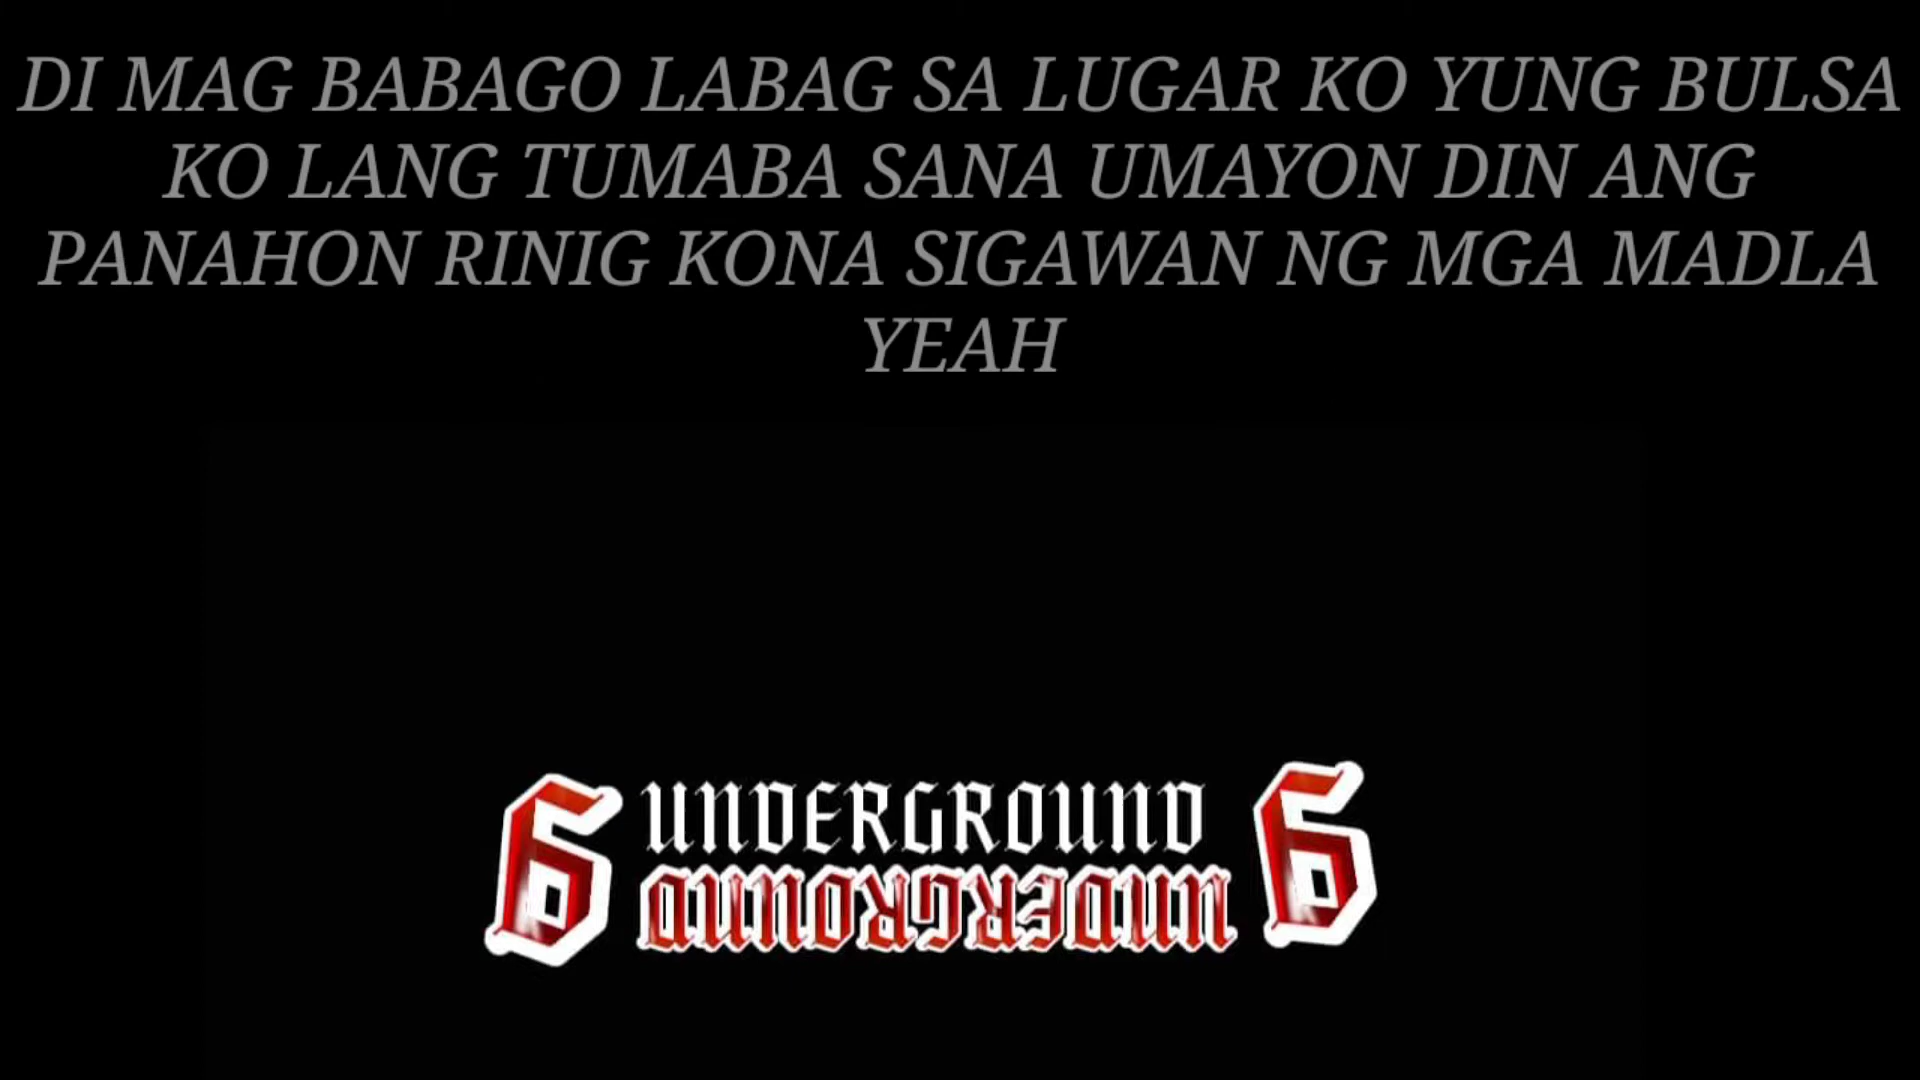 DI MAG BABAGO LABAG SA LUGAR KO YUNG BULSA
KO LANG TUMABA SANA UMAYON DIN ANG
PANAHON RINIG KONA SIGAWAN NG MGA MADLA
YEAH
6 UNDERGROUND 6
UNDERGROUND